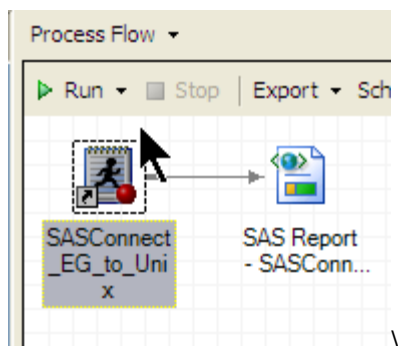 Process Flow
Run Stop Export Sch
SASConnect
_EG_to_Uni
x
SAS Report
- SASConn...
\